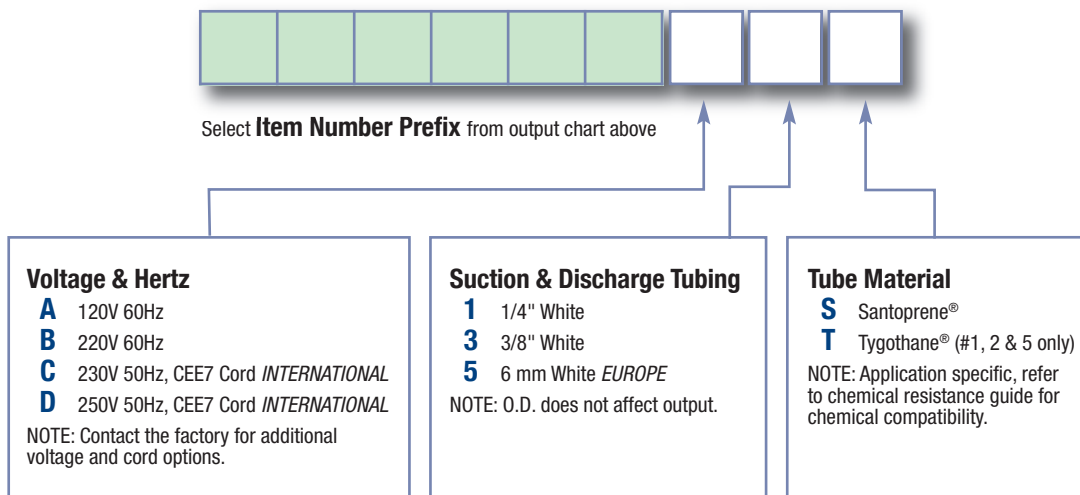 Select Item Number Prefix from output chart above
Voltage & Hertz
A 120V 60Hz
B 220V 60Hz
C 230V 50Hz, CEE7 Cord INTERNATIONAL
D 250V 50Hz, CEE7 Cord INTERNATIONAL
NOTE: Contact the factory for additional
voltage and cord options.
Suction & Discharge Tubing
1 1/4" White
3 3/8" White
5 6 mm White EUROPE
NOTE: O.D. does not affect output.
Tube Material
S Santoprene®
T Tygothane® (#1, 2 & 5 only)
NOTE: Application specific, refer
to chemical resistance guide for
chemical compatibility.